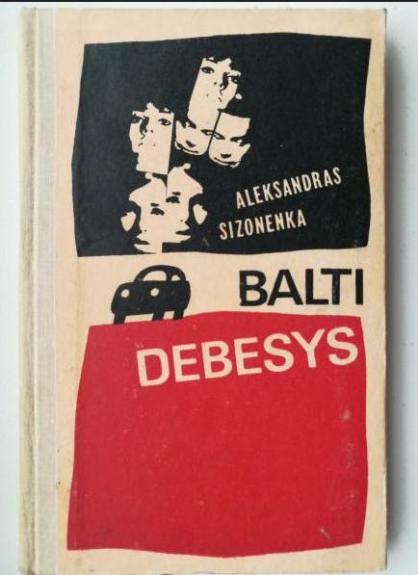 ALEKSANDRAS
SIZONENKA
BALTI
DEBESYS